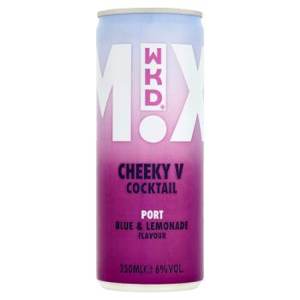 M!X
WKD.
CHEEKY V
COCKTAIL
PORT
BLUE & LEMONADE
FLAVOUR
250ML℮ 6%VOL.